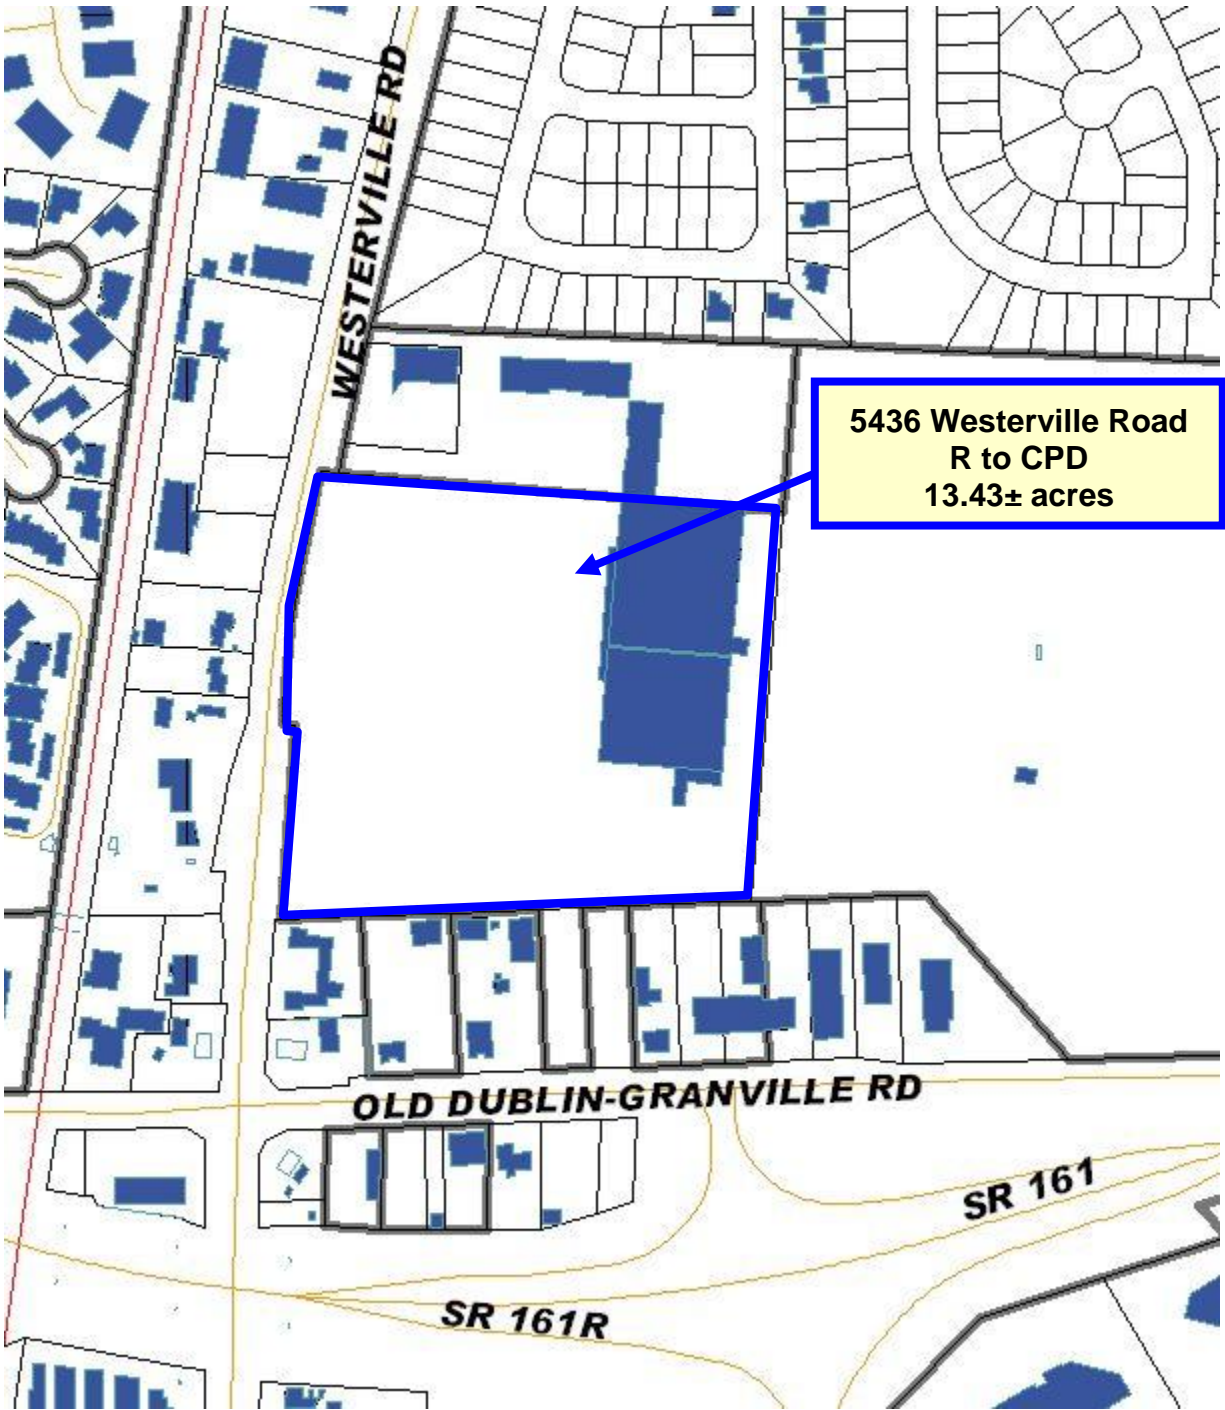 WESTERVILLE RD
5436 Westerville Road
R to CPD
13.43± acres
OLD DUBLIN-GRANVILLE RD
SR 161
SR 161R